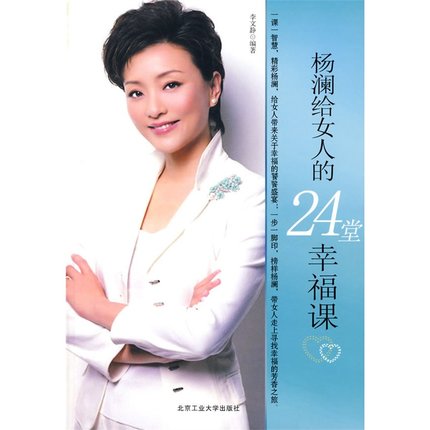 杨澜给女人的
24堂
幸福课
一课一智慧,精彩杨澜,给女人带来关于幸福的饕餮盛宴;一步一脚印,榜样杨澜,带女人走上寻找幸福的芳香之旅。
李文静◎编著
北京工业大学出版社